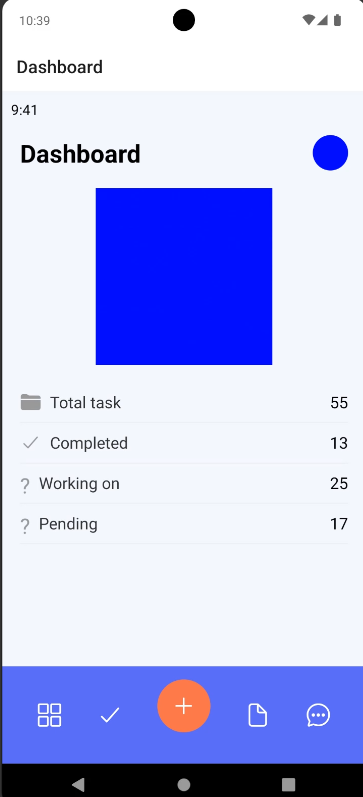 10:39
Dashboard
9:41
Dashboard
Total task 55
Completed 13
? Working on 25
? Pending 17